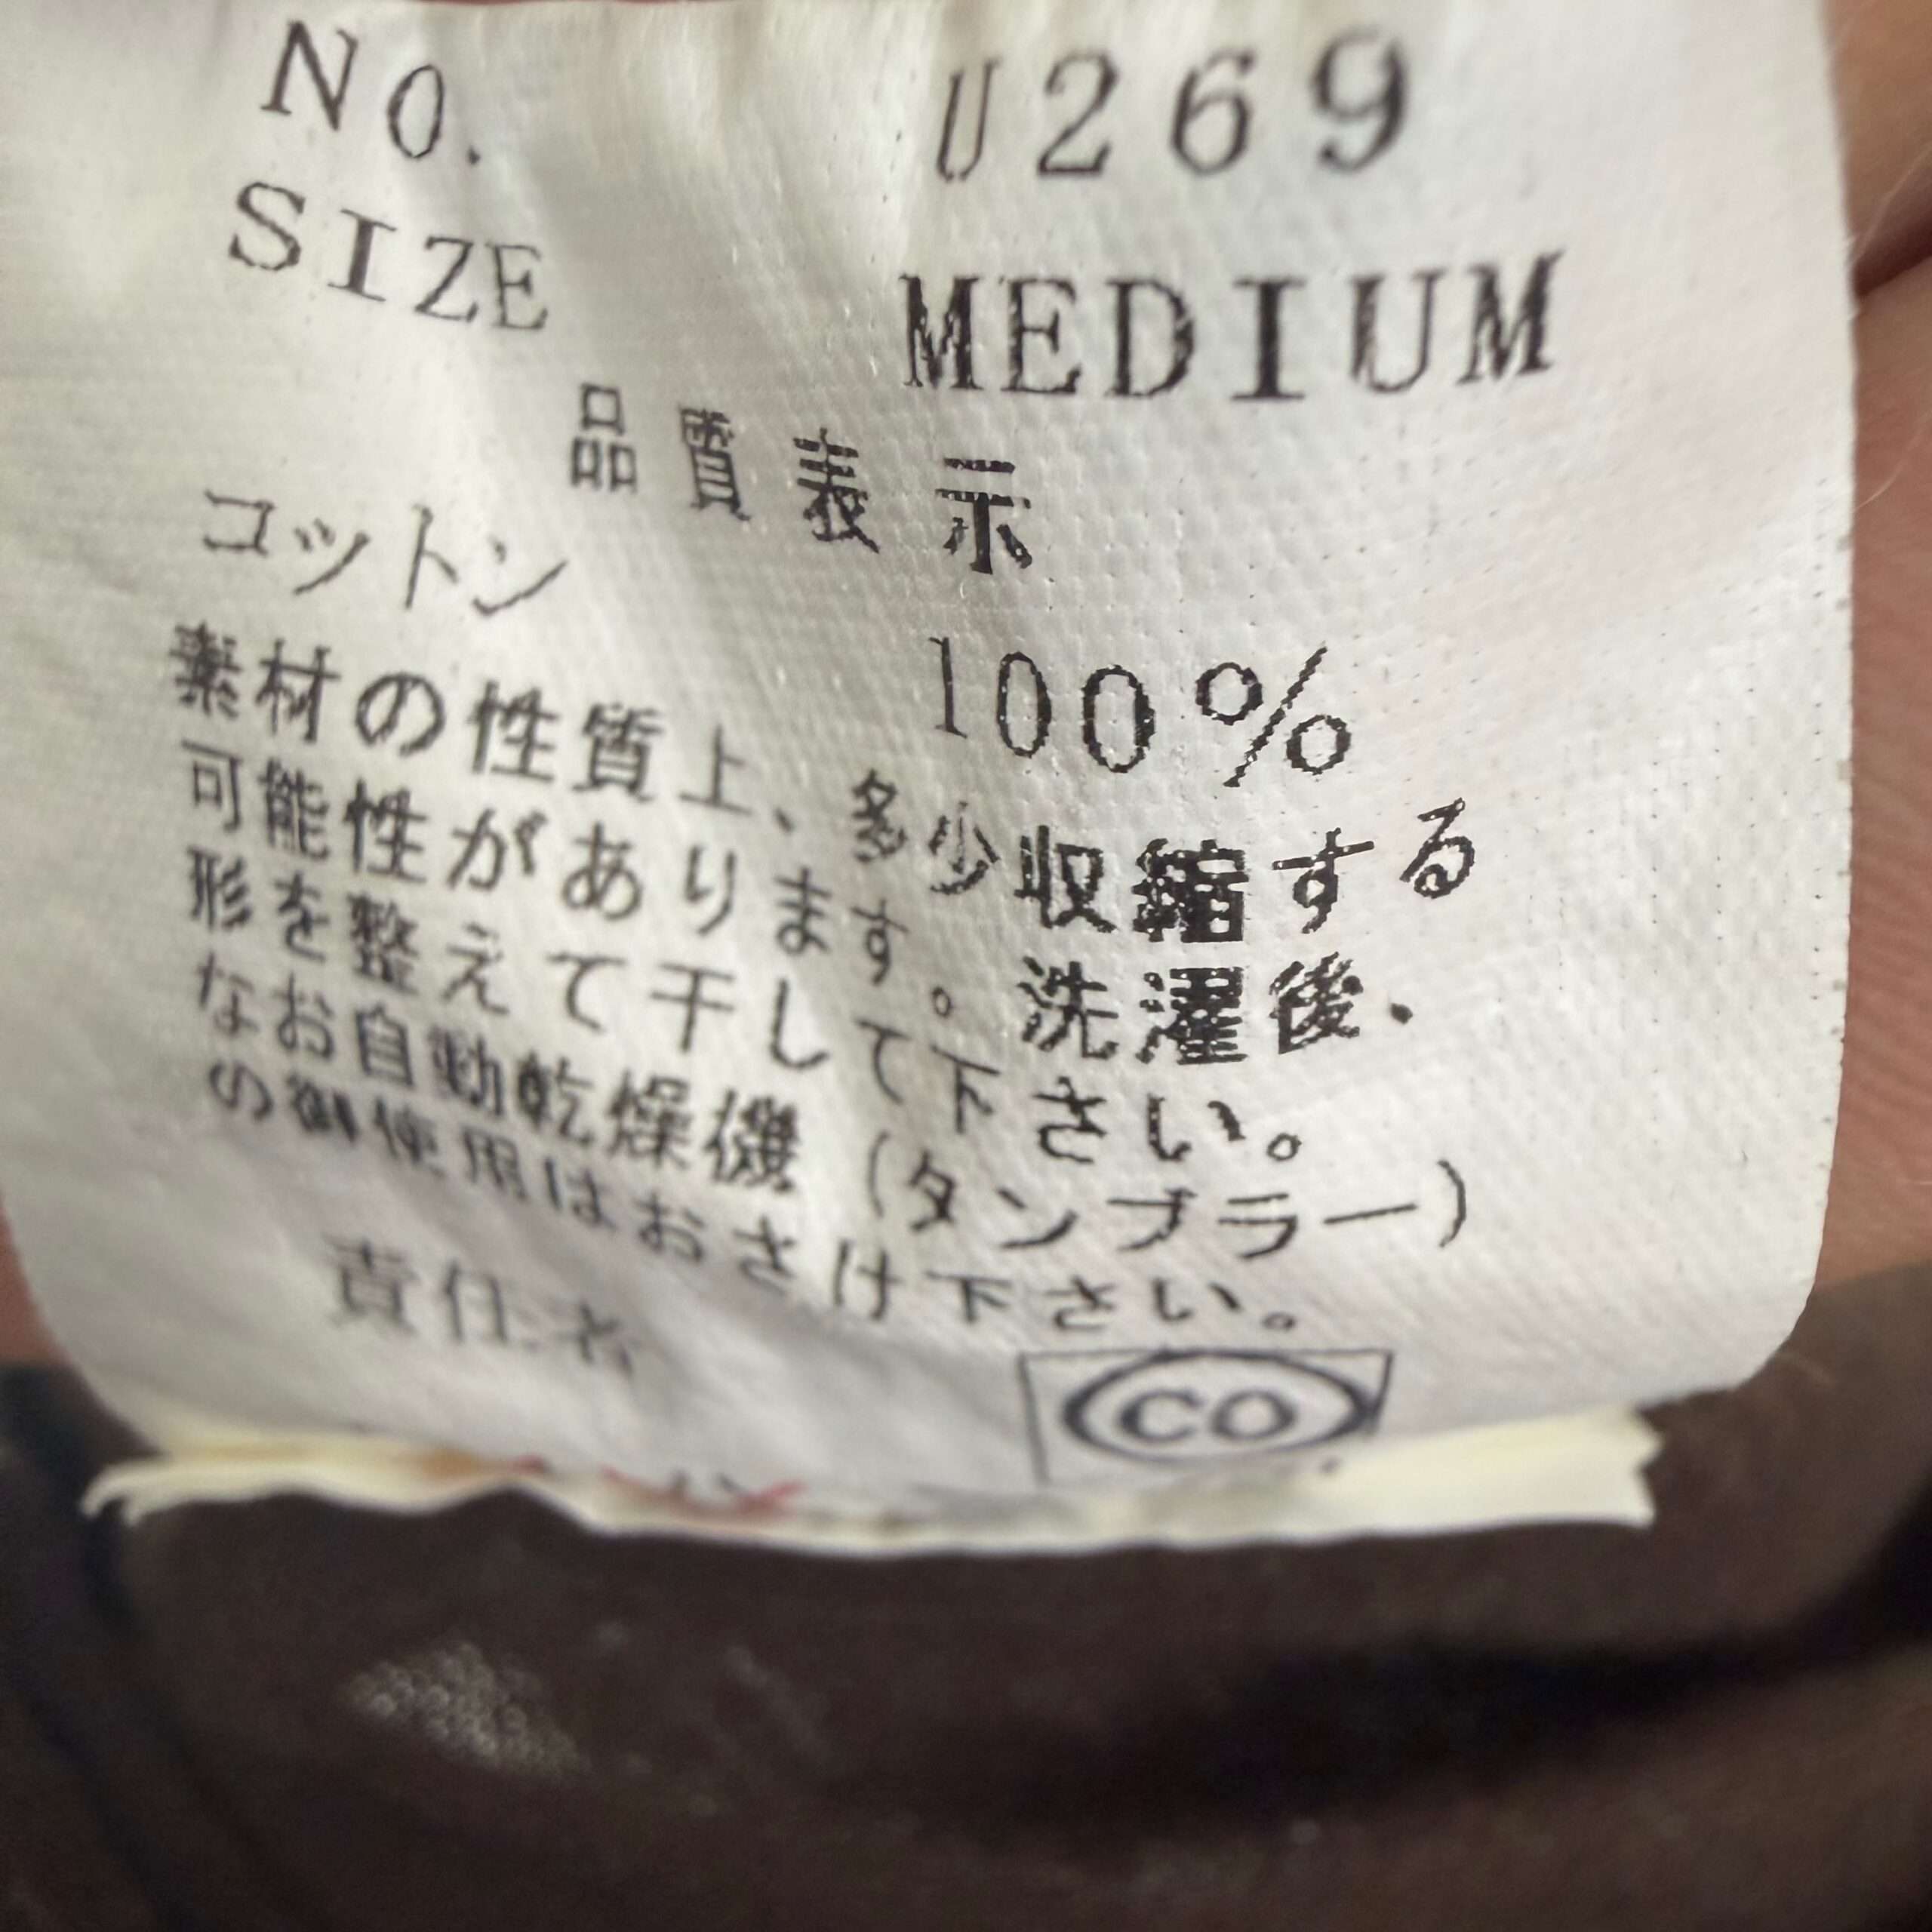 NO. U269
SIZE MEDIUM
品質表示
コットン 100%
素材の性質上、多少収縮する
可能性があります。洗濯後、
形を整えて干して下さい。
なお自動乾燥機(タンブラー)
の御使用はおさけ下さい。
責任者 CO